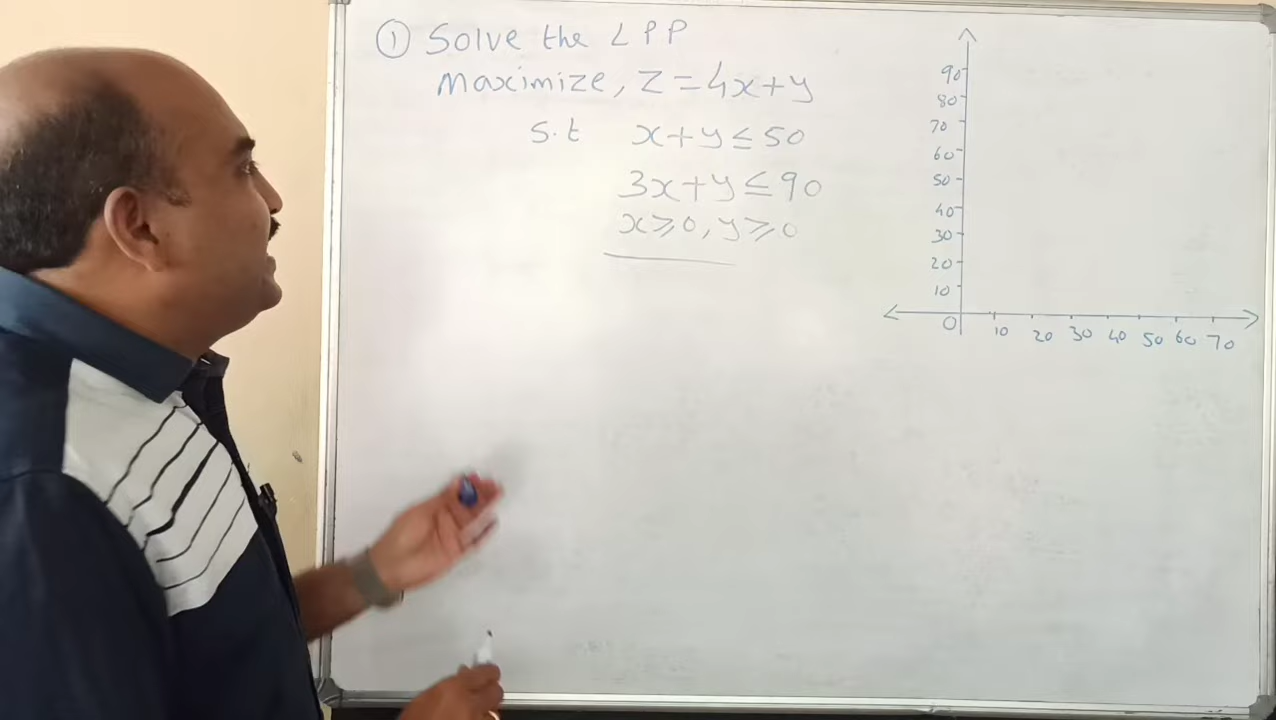 ① Solve the LPP
Maximize, Z = 4x+y
S.t x+y ≤ 50
3x+y ≤ 90
x ≥ 0, y ≥ 0
90
80
70
60
50
40
30
20
10
0 10 20 30 40 50 60 70